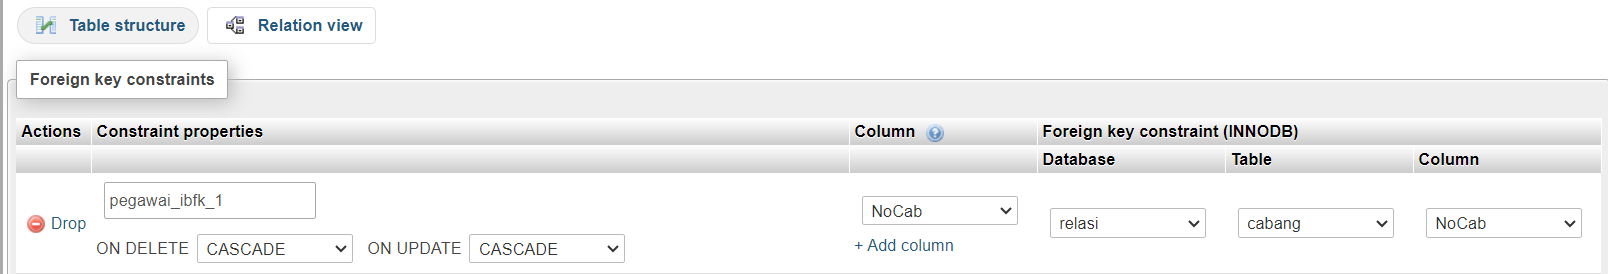 Table structure Relation view
Foreign key constraints
Actions Constraint properties Column Foreign key constraint (INNODB)
Database Table Column
pegawai_ibfk_1
Drop NoCab relasi cabang NoCab
ON DELETE CASCADE ON UPDATE CASCADE + Add column